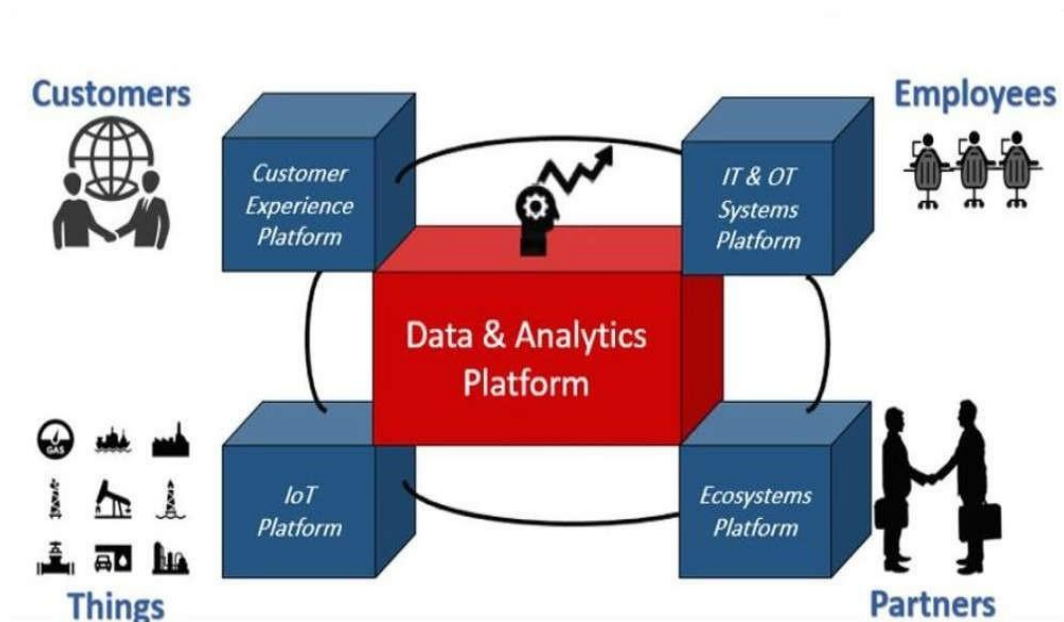 Customers
Employees
Customer
Experience
Platform
IT & OT
Systems
Platform
Data & Analytics
Platform
GAS
IoT
Platform
Ecosystems
Platform
Things
Partners